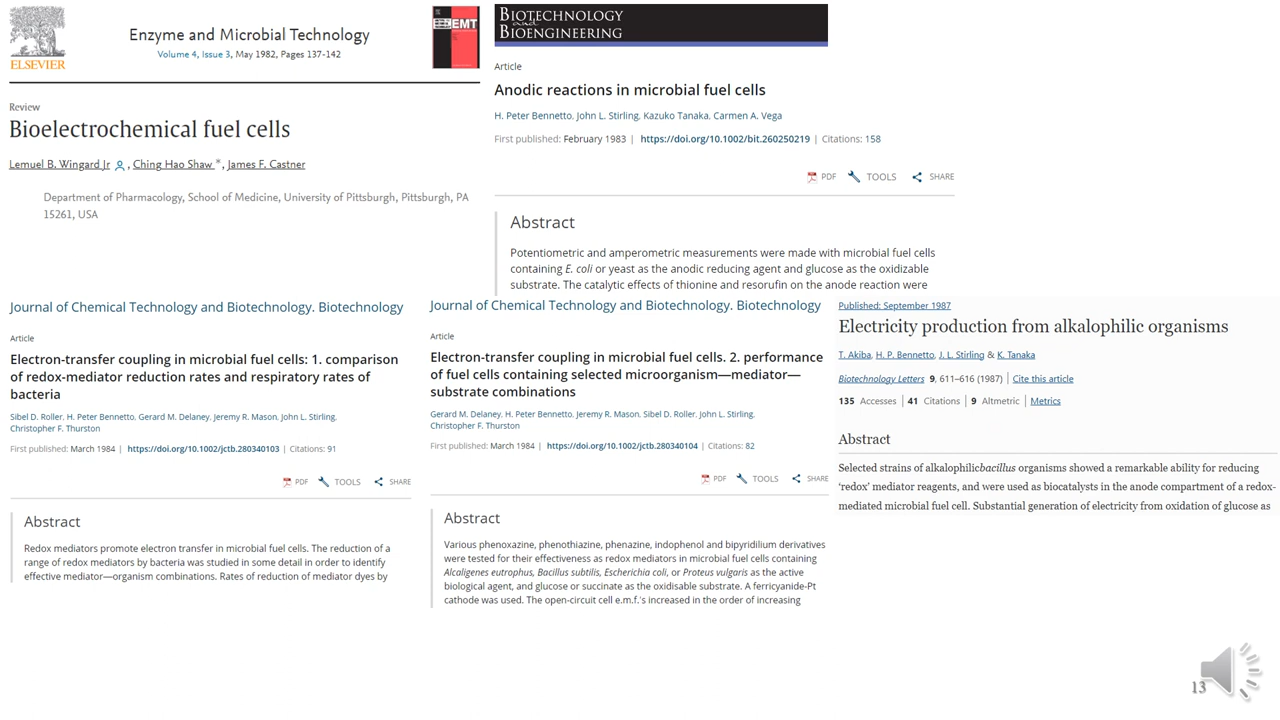 ELSEVIER
Enzyme and Microbial Technology
Volume 4, Issue 3, May 1982, Pages 137-142
EMT
Review
Bioelectrochemical fuel cells
Lemuel B. Wingard Jr , Ching Hao Shaw *, James F. Castner
Department of Pharmacology, School of Medicine, University of Pittsburgh, Pittsburgh, PA
15261, USA
BIOTECHNOLOGY
and
BIOENGINEERING
Article
Anodic reactions in microbial fuel cells
H. Peter Bennetto, John L. Stirling, Kazuko Tanaka, Carmen A. Vega
First published: February 1983 | https://doi.org/10.1002/bit.260250219 | Citations: 158
PDF TOOLS SHARE
Abstract
Potentiometric and amperometric measurements were made with microbial fuel cells
containing E. coli or yeast as the anodic reducing agent and glucose as the oxidizable
substrate. The catalytic effects of thionine and resorufin on the anode reaction were
Journal of Chemical Technology and Biotechnology. Biotechnology
Article
Electron-transfer coupling in microbial fuel cells: 1. comparison
of redox-mediator reduction rates and respiratory rates of
bacteria
Sibel D. Roller, H. Peter Bennetto, Gerard M. Delaney, Jeremy R. Mason, John L. Stirling,
Christopher F. Thurston
First published: March 1984 | https://doi.org/10.1002/jctb.280340103 | Citations: 91
PDF TOOLS SHARE
Abstract
Redox mediators promote electron transfer in microbial fuel cells. The reduction of a
range of redox mediators by bacteria was studied in some detail in order to identify
effective mediator—organism combinations. Rates of reduction of mediator dyes by
Journal of Chemical Technology and Biotechnology. Biotechnology
Article
Electron-transfer coupling in microbial fuel cells. 2. performance
of fuel cells containing selected microorganism—mediator—
substrate combinations
Gerard M. Delaney, H. Peter Bennetto, Jeremy R. Mason, Sibel D. Roller, John L. Stirling,
Christopher F. Thurston
First published: March 1984 | https://doi.org/10.1002/jctb.280340104 | Citations: 82
PDF TOOLS SHARE
Abstract
Various phenoxazine, phenothiazine, phenazine, indophenol and bipyridilium derivatives
were tested for their effectiveness as redox mediators in microbial fuel cells containing
Alcaligenes eutrophus, Bacillus subtilis, Escherichia coli, or Proteus vulgaris as the active
biological agent, and glucose or succinate as the oxidisable substrate. A ferricyanide-Pt
cathode was used. The open-circuit cell e.m.f.'s increased in the order of increasing
Published: September 1987
Electricity production from alkalophilic organisms
T. Akiba, H. P. Bennetto, J. L. Stirling & K. Tanaka
Biotechnology Letters 9, 611–616 (1987) | Cite this article
135 Accesses | 41 Citations | 9 Altmetric | Metrics
Abstract
Selected strains of alkalophilicbacillus organisms showed a remarkable ability for reducing
‘redox’ mediator reagents, and were used as biocatalysts in the anode compartment of a redox-
mediated microbial fuel cell. Substantial generation of electricity from oxidation of glucose as
13